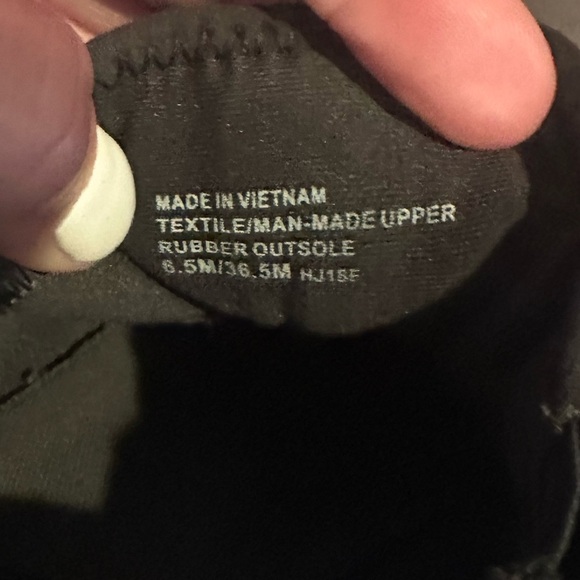 MADE IN VIETNAM
TEXTILE/MAN-MADE UPPER
RUBBER OUTSOLE
6.5M/36.5M HJ18F